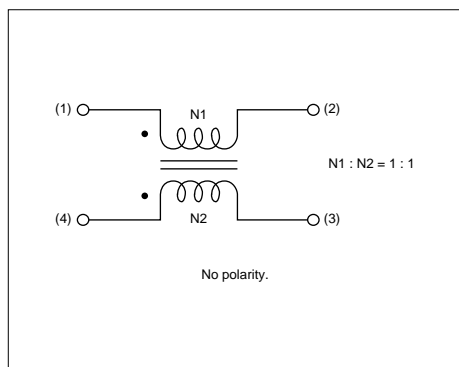 (1)
N1
(2)
N1 : N2 = 1 : 1
(4)
N2
(3)
No polarity.